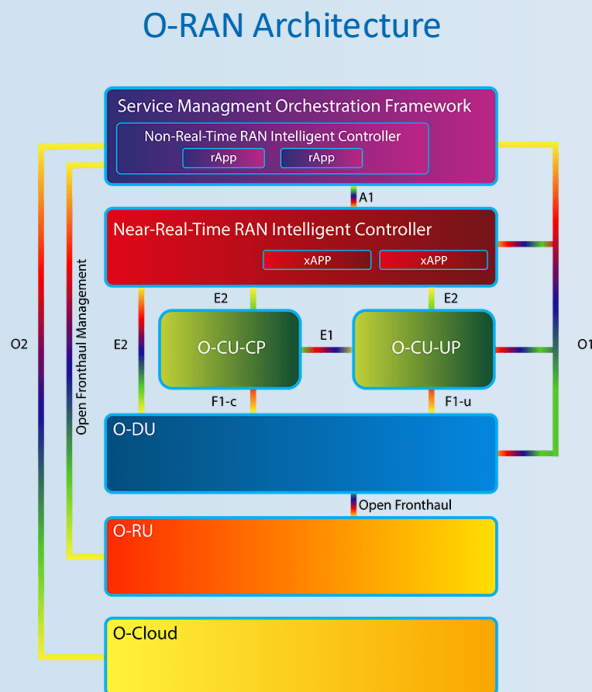 O-RAN Architecture
Service Managment Orchestration Framework
Non-Real-Time RAN Intelligent Controller
rApp rApp
A1
Near-Real-Time RAN Intelligent Controller
xAPP xAPP
Open Fronthaul Management
O2
O1
E2
E2
E2
O-CU-CP
E1
O-CU-UP
F1-c
F1-u
O-DU
Open Fronthaul
O-RU
O-Cloud